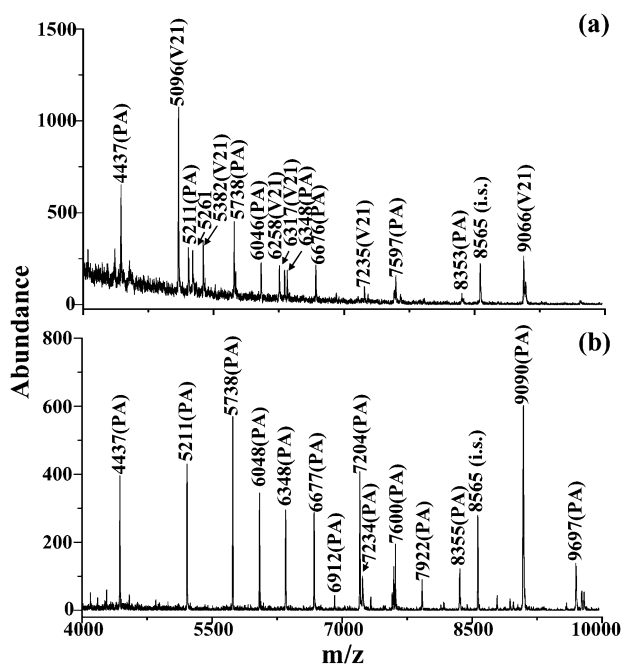 (a)
1500
1000
500
0
4437(PA)
5096(V21)
5211(PA)
5261
5382(V21)
5738(PA)
6046(PA)
6258(V21)
6317(V21)
6348(PA)
6676(PA)
7235(V21)
7597(PA)
8353(PA)
8565 (i.s.)
9066(V21)
Abundance
(b)
800
600
400
200
0
4437(PA)
5211(PA)
5738(PA)
6048(PA)
6348(PA)
6677(PA)
6912(PA)
7204(PA)
7234(PA)
7600(PA)
7922(PA)
8355(PA)
8565 (i.s.)
9090(PA)
9697(PA)
4000 5500 7000 8500 10000
m/z